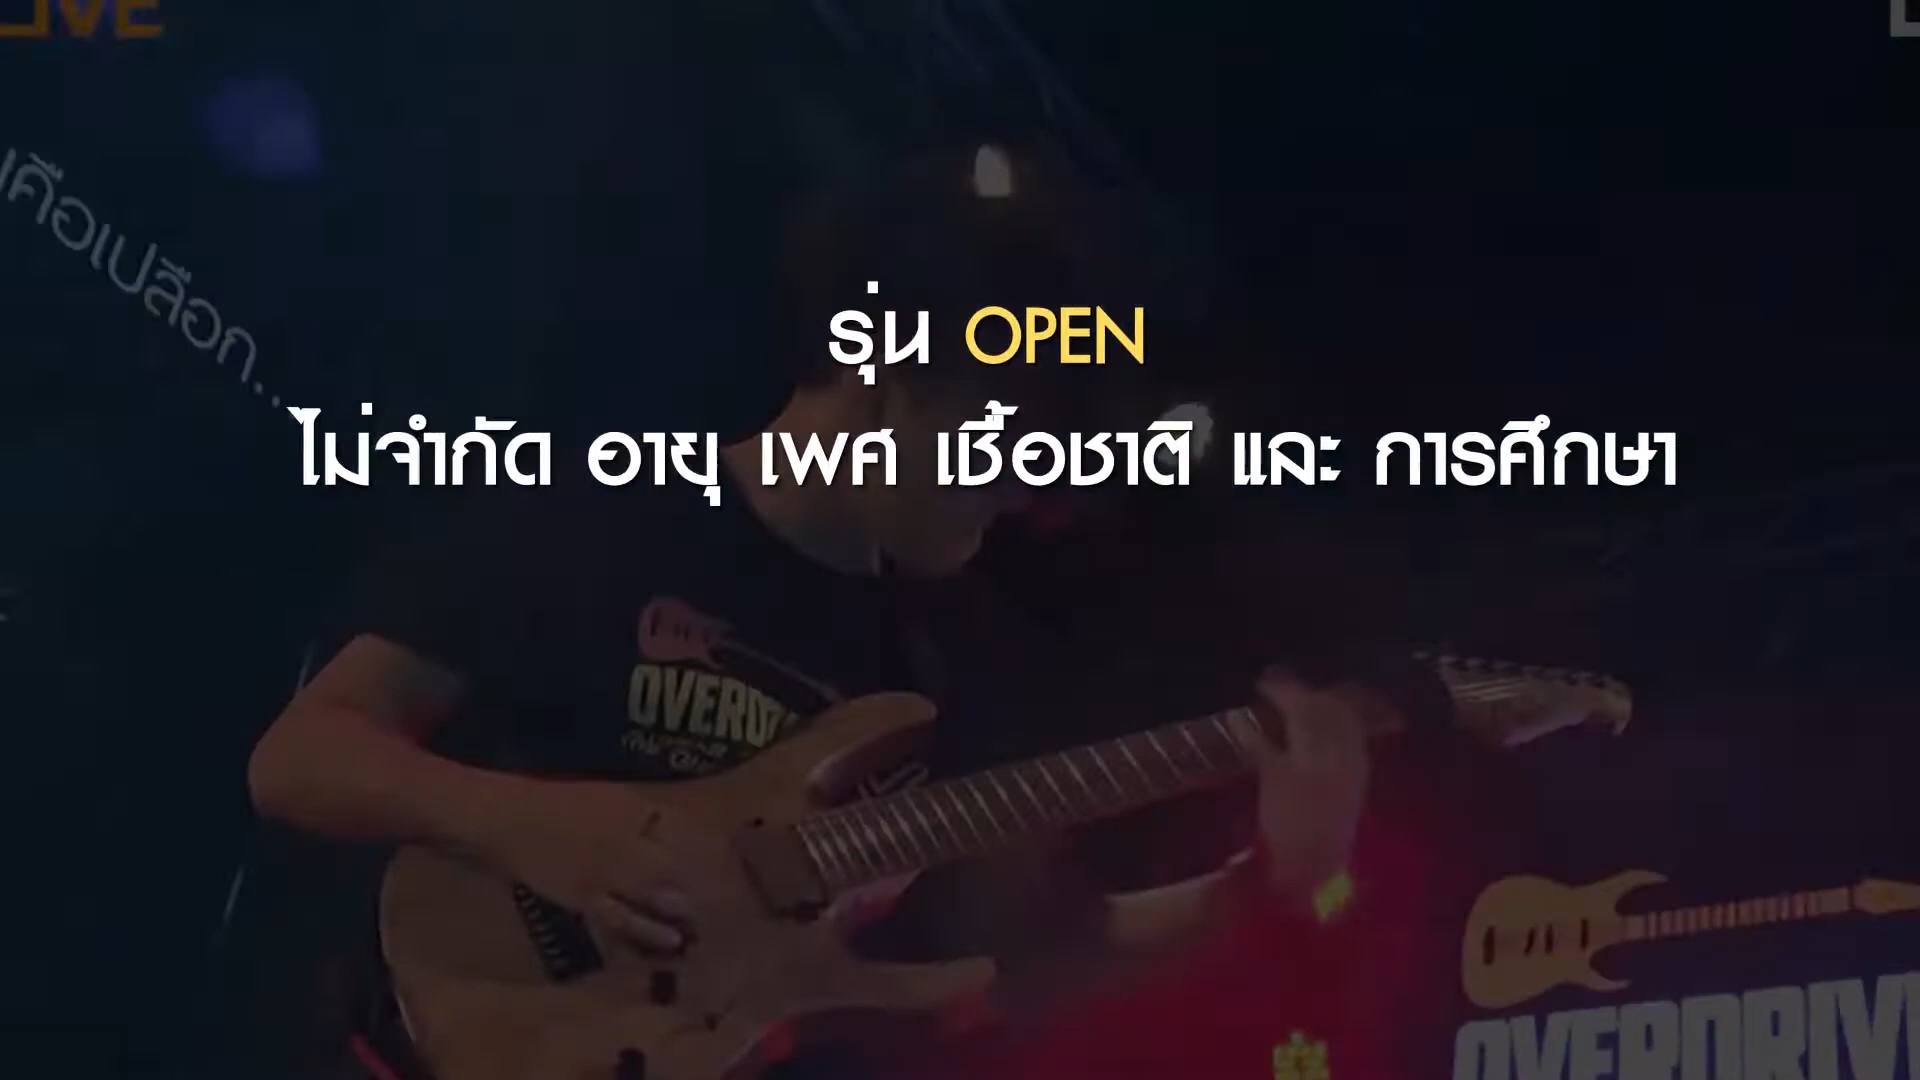 รุ่น OPEN
ไม่จำกัด อายุ เพศ เชื้อชาติ และ การศึกษา
คือเปลือก..
OVERDRIVE